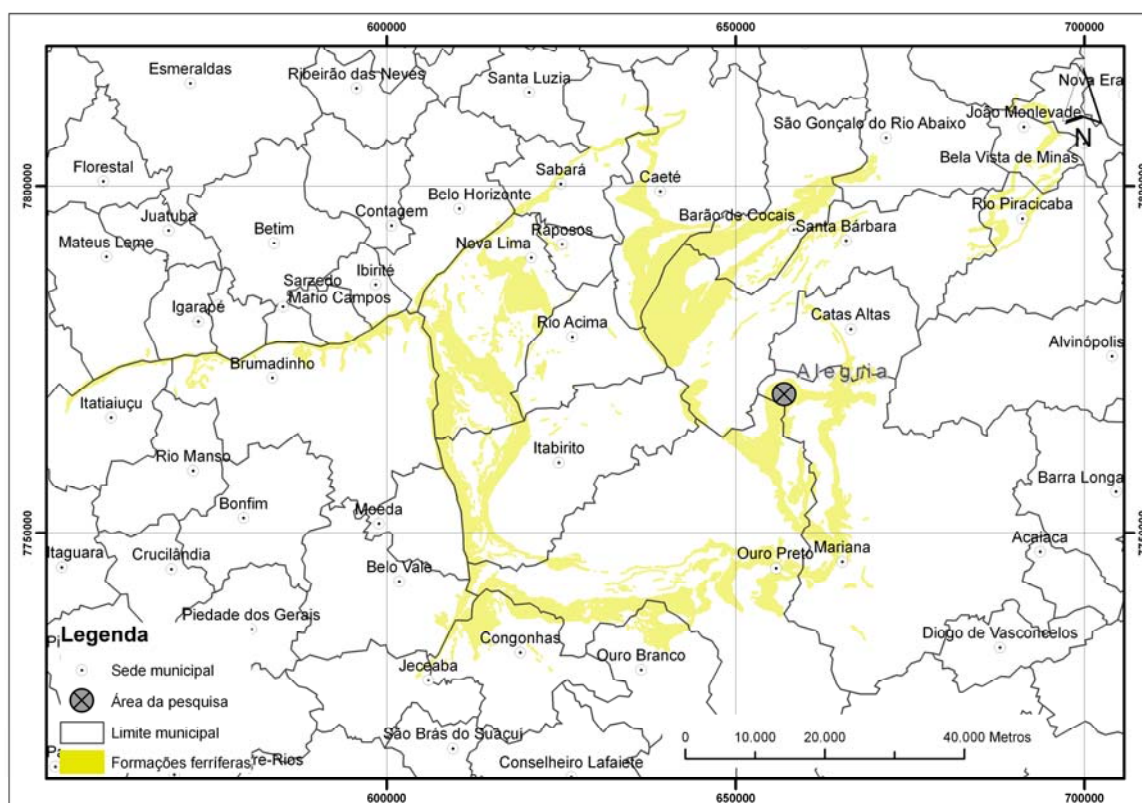 600000
650000
700000
Esmeraldas
Ribeirão das Neves
Santa Luzia
Nova Era
João Monlevade
São Gonçalo do Rio Abaixo
N
Florestal
Sabará
Bela Vista de Minas
7800000
7800000
Belo Horizonte
Caeté
Rio Piracicaba
Juatuba
Contagem
Barão de Cocais
Mateus Leme
Betim
Nova Lima
Raposos
Santa Bárbara
Ibirité
Sarzedo
Mario Campos
Igarapé
Rio Acima
Catas Altas
Alvinópolis
Brumadinho
Alegria
Itatiaiuçu
Itabirito
Rio Manso
Barra Longa
Bonfim
Moeda
7750000
7750000
Itaguara
Crucilândia
Belo Vale
Ouro Preto
Mariana
Acaiaca
Piedade dos Gerais
Diogo de Vasconcelos
Legenda
Congonhas
Ouro Branco
Jeceaba
Sede municipal
Área da pesquisa
Limite municipal
Formações ferríferas
re-Rios
São Brás do Suaçuí
Conselheiro Lafaiete
0
10.000
20.000
40.000 Metros
600000
650000
700000